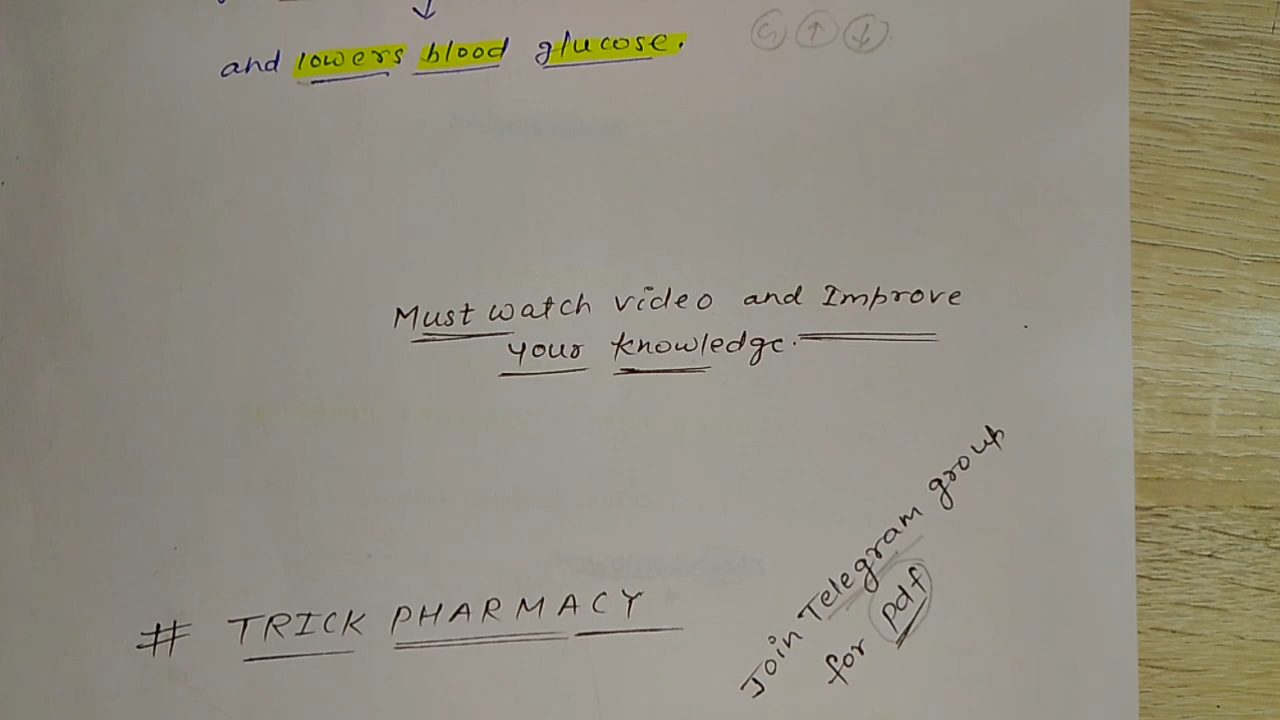 and lowers blood glucose.
Must watch video and Improve
your knowledge.
# TRICK PHARMACY
Join Telegram group
for pdf